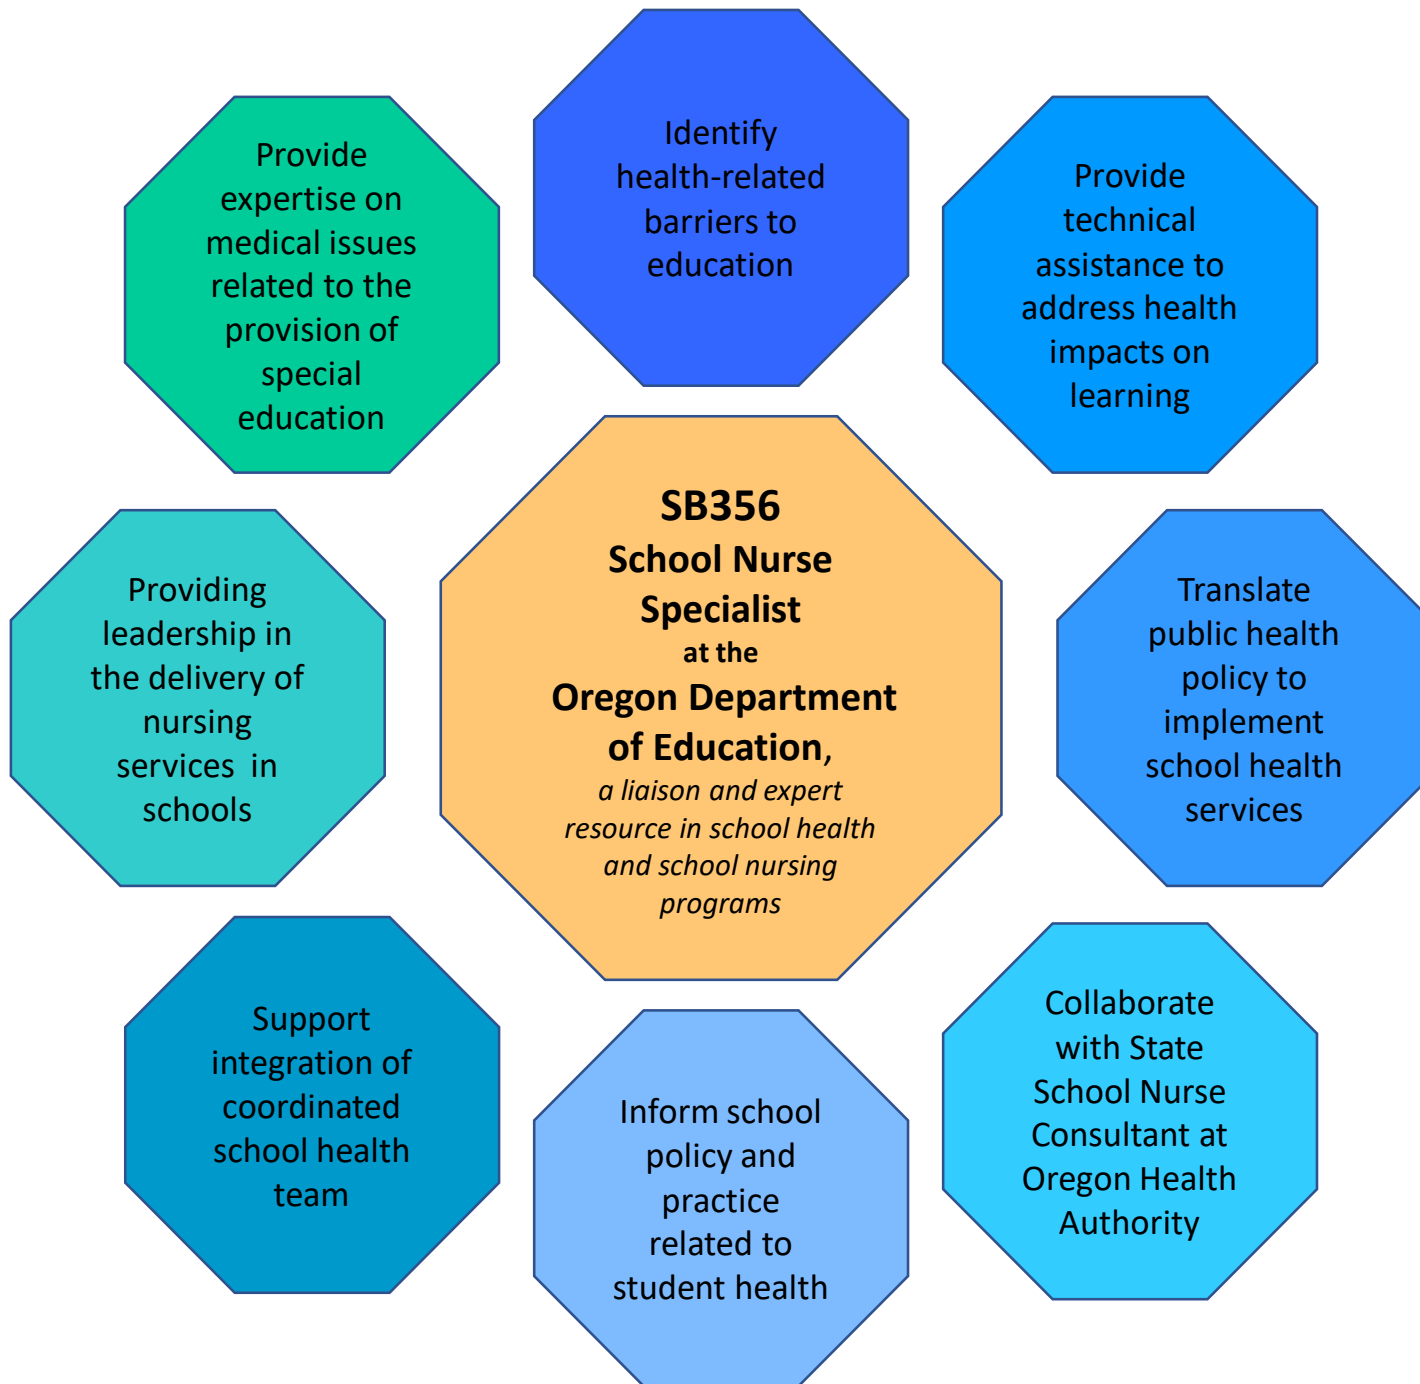 Identify
health-related
barriers to
education
Provide
technical
assistance to
address health
impacts on
learning
Translate
public health
policy to
implement
school health
services
Collaborate
with State
School Nurse
Consultant at
Oregon Health
Authority
Inform school
policy and
practice
related to
student health
Support
integration of
coordinated
school health
team
Providing
leadership in
the delivery of
nursing
services  in
schools
Provide
expertise on
medical issues
related to the
provision of
special
education
SB356
School Nurse
Specialist
at the
Oregon Department
of Education,
a liaison and expert
resource in school health
and school nursing
programs